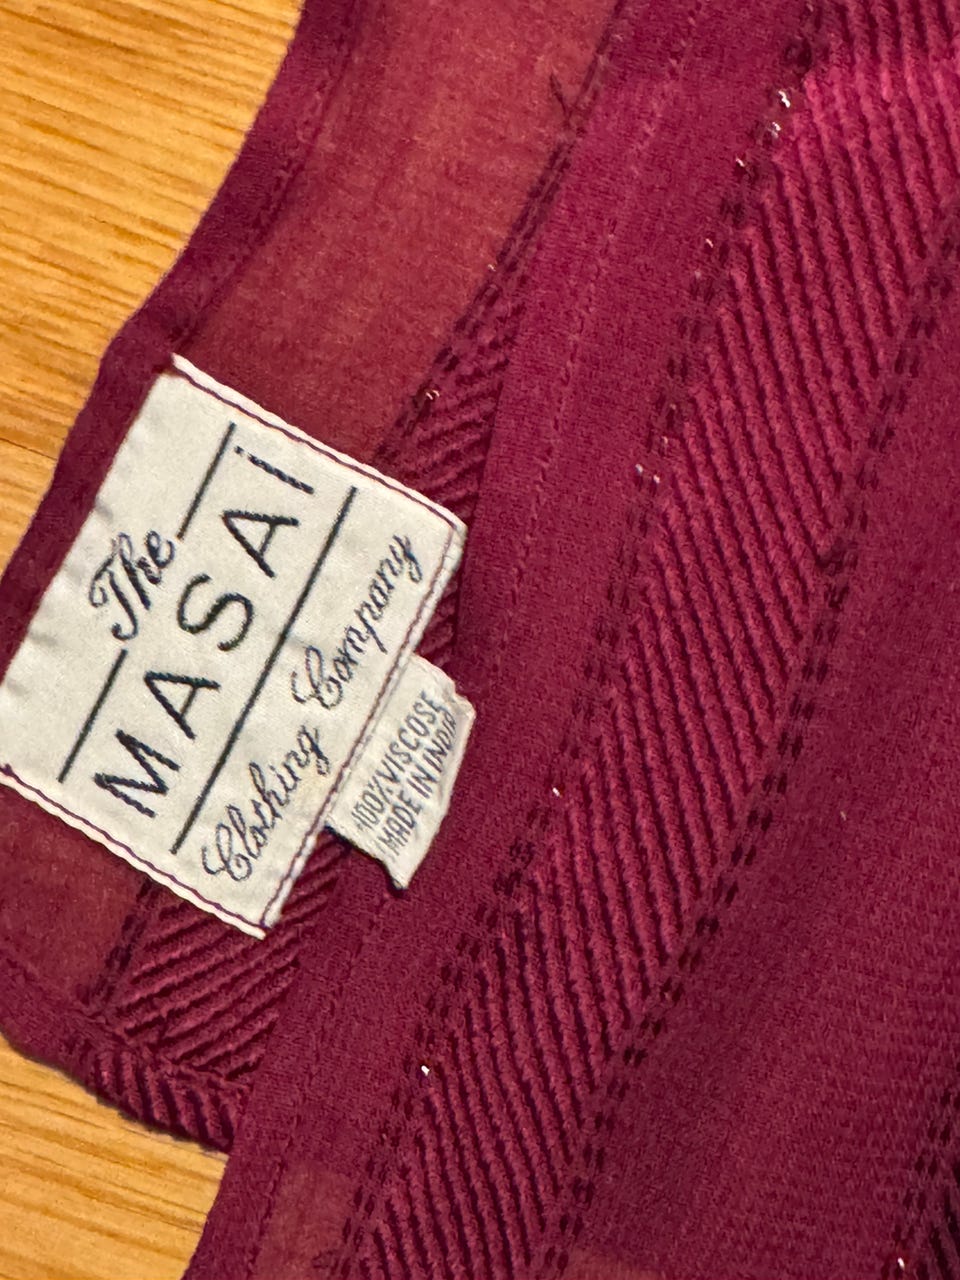 The
MASAI
Clothing Company
100% VISCOSE
MADE IN INDIA